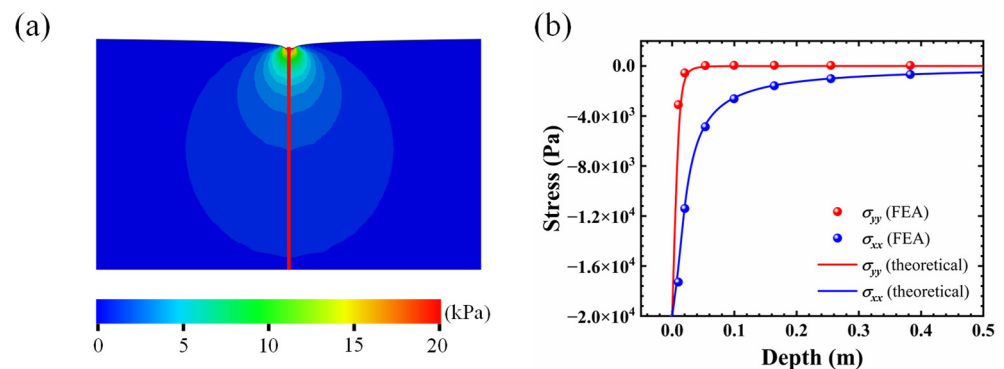 (a)
(kPa)
0 5 10 15 20
(b)
Stress (Pa)
0.0
−4.0×10³
−8.0×10³
−1.2×10⁴
−1.6×10⁴
−2.0×10⁴
σyy (FEA)
σxx (FEA)
σyy (theoretical)
σxx (theoretical)
0.0 0.1 0.2 0.3 0.4 0.5
Depth (m)